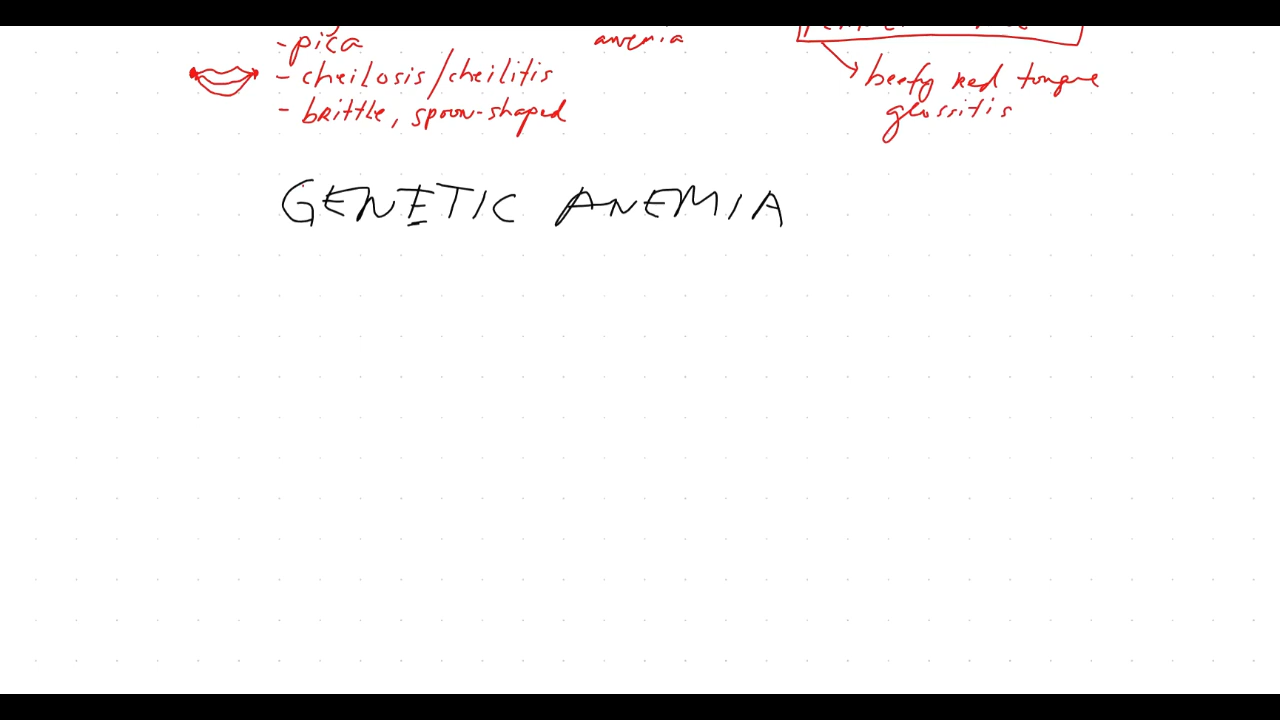 - pica
- cheilosis/cheilitis
- brittle, spoon-shaped
anemia
beefy red tongue
glossitis
GENETIC ANEMIA